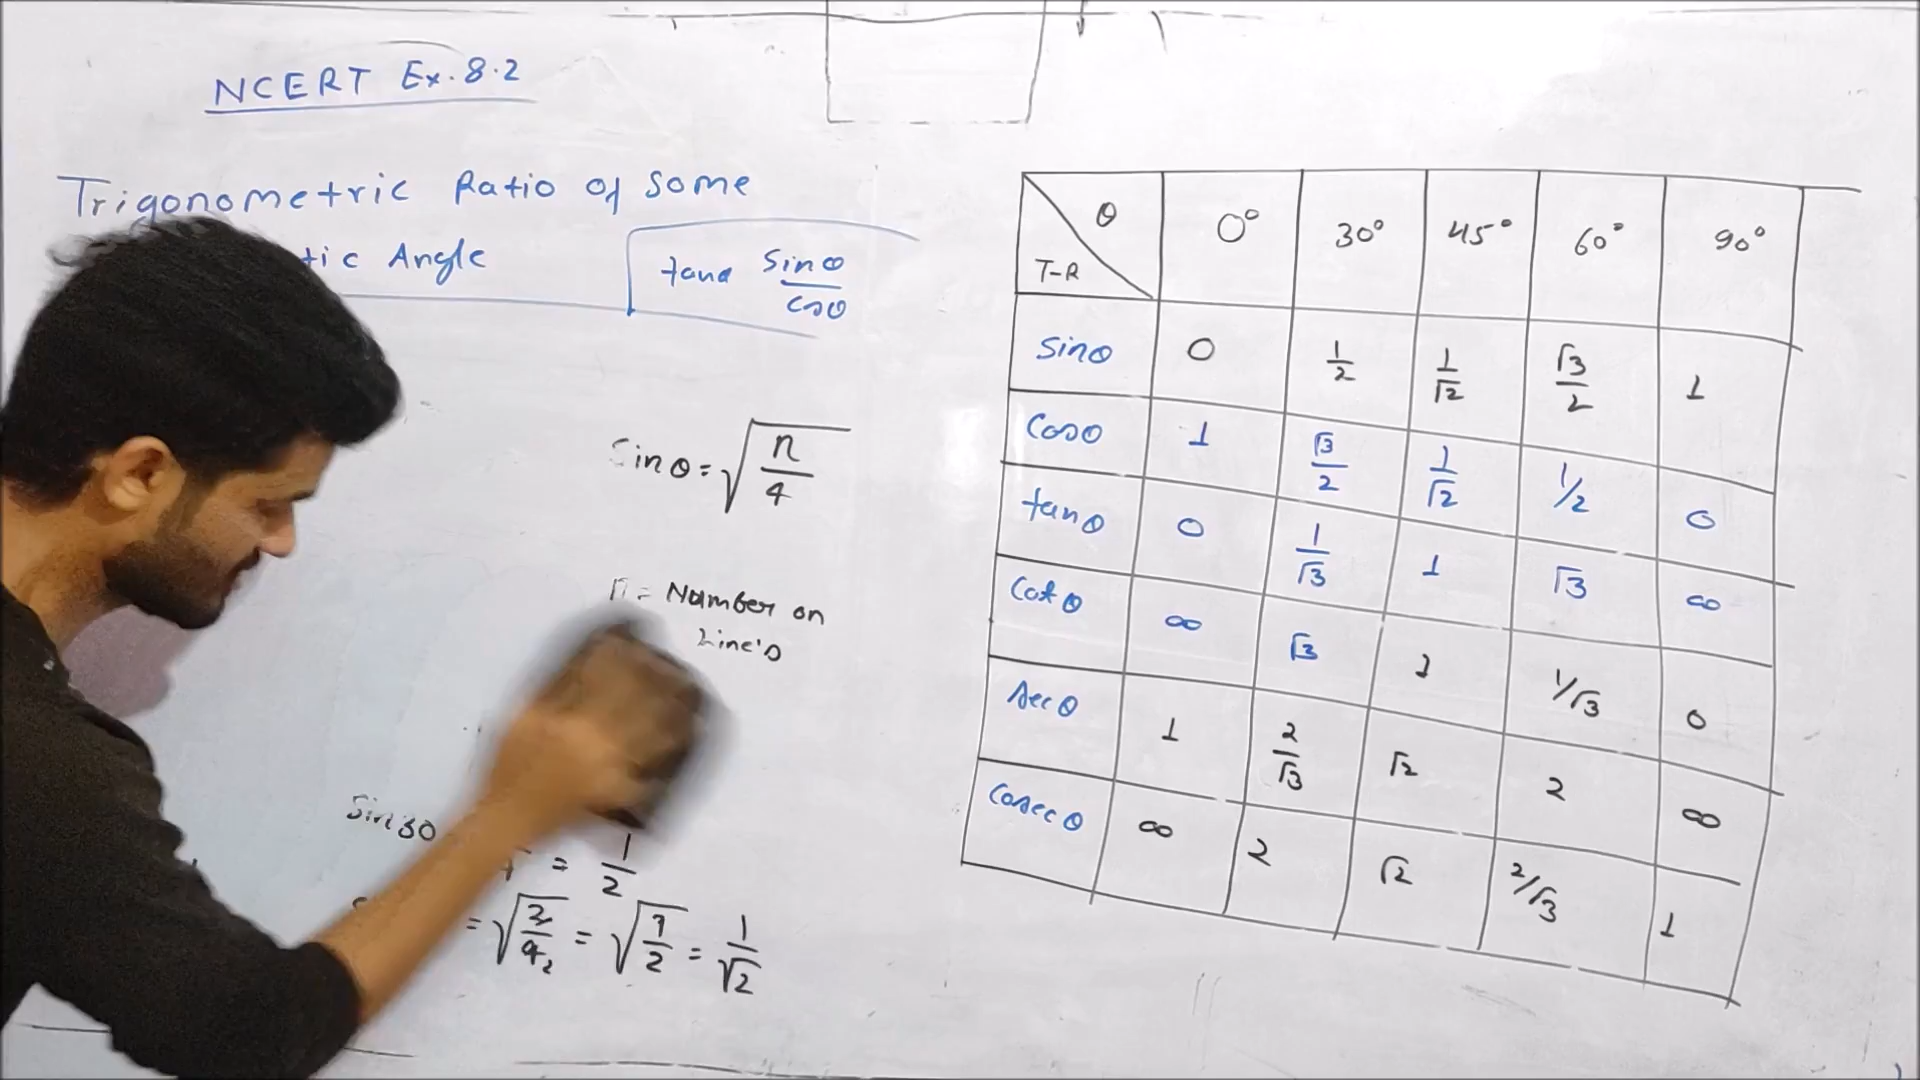 NCERT Ex. 8.2
Trigonometric Ratio of Some
tic Angle
tanθ sinθ/cosθ
Sinθ = √(n/4)
n = Number on
Line's
Sin30
= 1/2
= √(2/4₂) = √(1/2) = 1/√2
θ T-R 0° 30° 45° 60° 90°
Sinθ 0 1/2 1/√2 √3/2 1
Cosθ 1 √3/2 1/√2 1/2 0
tanθ 0 1/√3 1 √3 ∞
Cotθ ∞ √3 1 1/√3 0
Secθ 1 2/√3 √2 2 ∞
Cosecθ ∞ 2 √2 2/√3 1